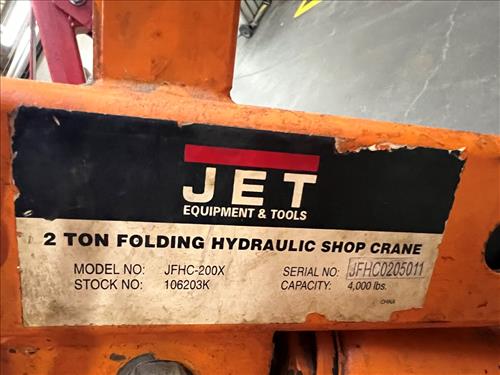 JET
EQUIPMENT & TOOLS
2 TON FOLDING HYDRAULIC SHOP CRANE
MODEL NO: JFHC-200X SERIAL NO: JFHC0205011
STOCK NO: 106203K CAPACITY: 4,000 lbs.
CHINA